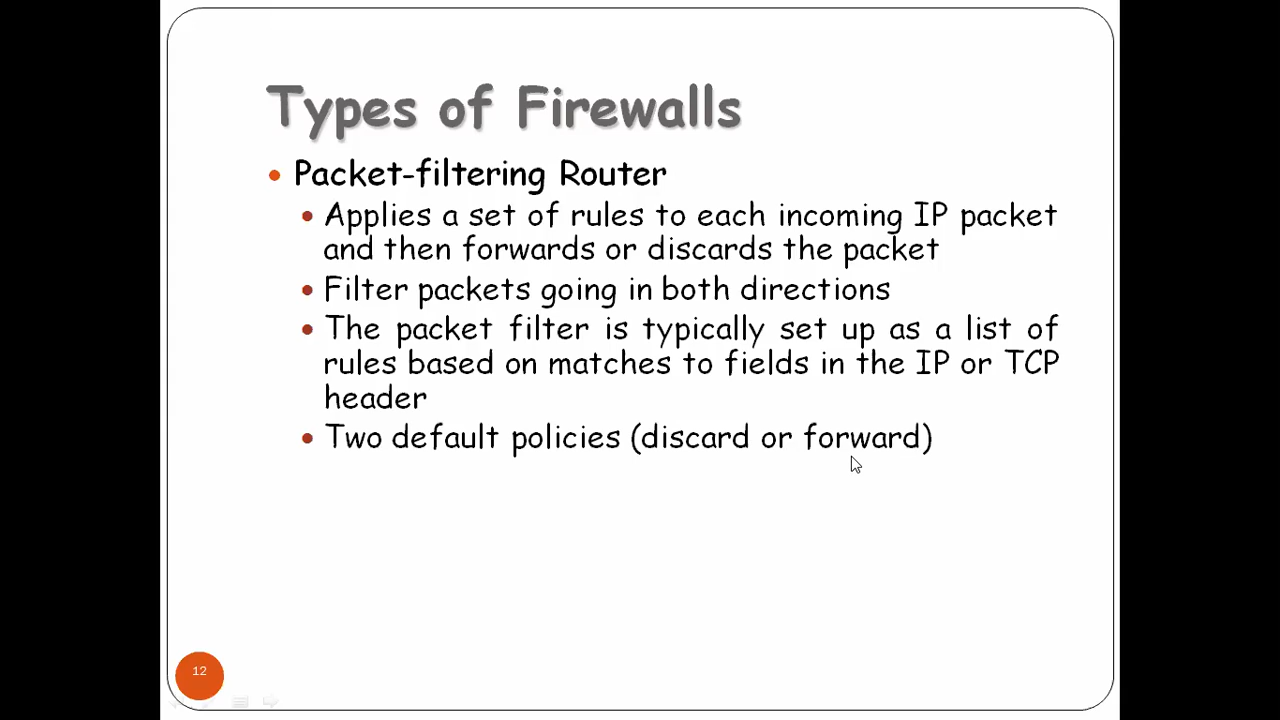 Types of Firewalls
Packet-filtering Router
Applies a set of rules to each incoming IP packet
and then forwards or discards the packet
Filter packets going in both directions
The packet filter is typically set up as a list of
rules based on matches to fields in the IP or TCP
header
Two default policies (discard or forward)
12